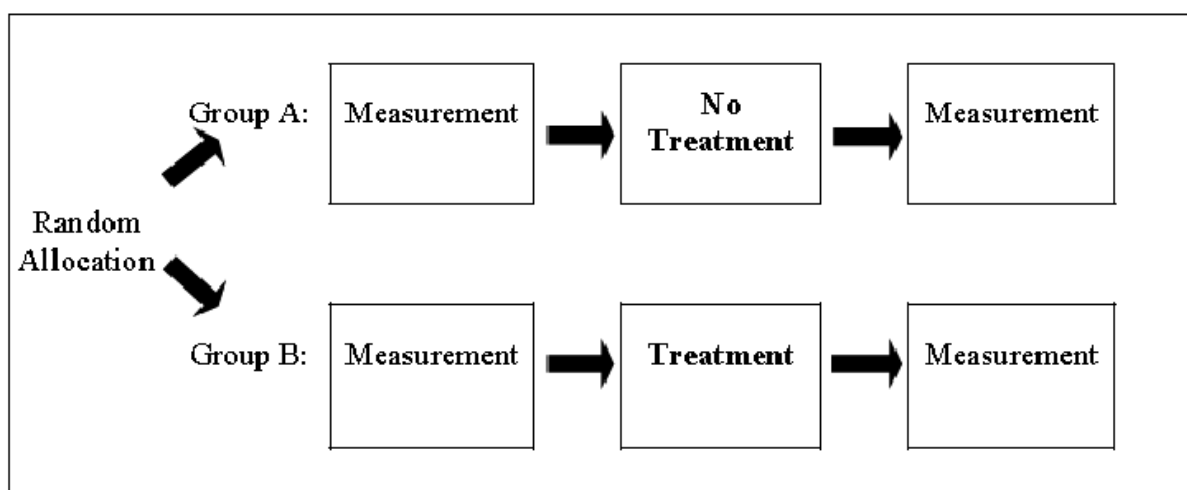 Group A:
Measurement
No
Treatment
Measurement
Random
Allocation
Group B:
Measurement
Treatment
Measurement